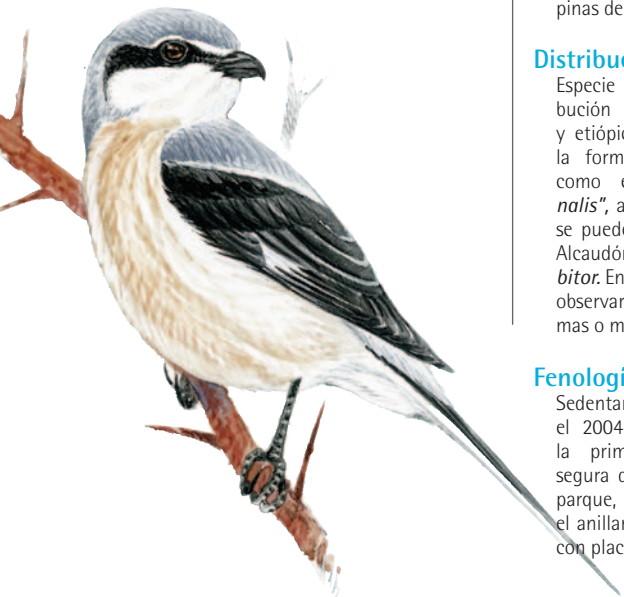 pinas de
Distribuc
Especie
bución
y etiópic
la form
como e
nalis", a
se puede
Alcaudón
bitor. En
observar
mas o m
Fenologí
Sedentar
el 2004
la prim
segura d
parque,
el anillar
con plac